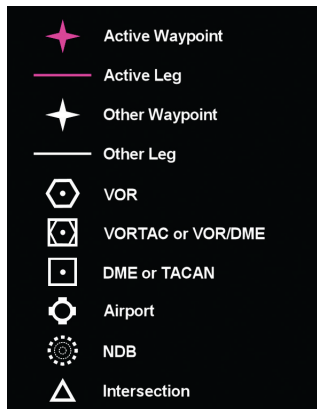 Active Waypoint
Active Leg
Other Waypoint
Other Leg
VOR
VORTAC or VOR/DME
DME or TACAN
Airport
NDB
Intersection